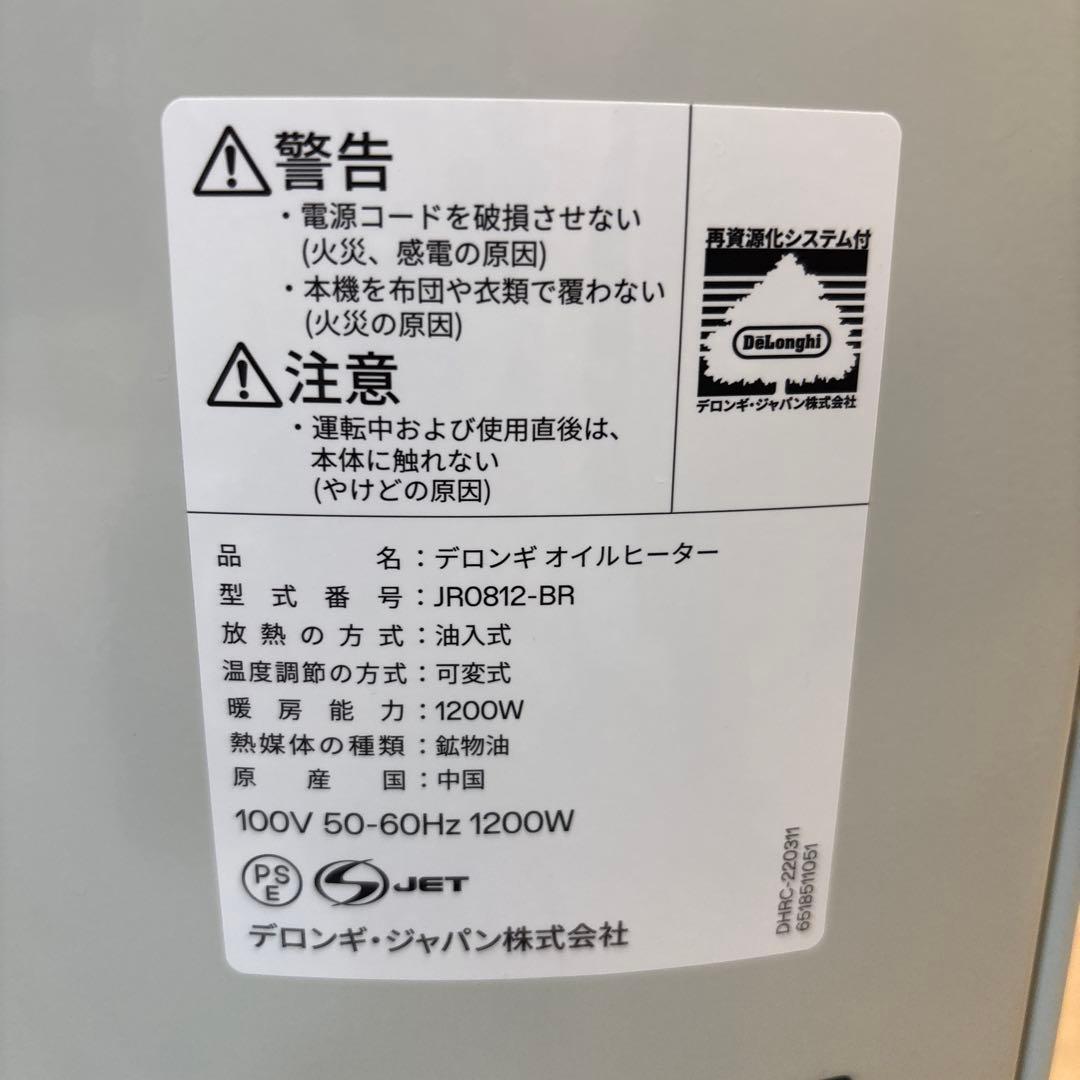 警告
・電源コードを破損させない
(火災、感電の原因)
・本機を布団や衣類で覆わない
(火災の原因)
注意
・運転中および使用直後は、
本体に触れない
(やけどの原因)
再資源化システム付
DēLonghi
デロンギ・ジャパン株式会社
品名：デロンギ オイルヒーター
型式番号：JR0812-BR
放熱の方式：油入式
温度調節の方式：可変式
暖房能力：1200W
熱媒体の種類：鉱物油
原産国：中国
100V 50-60Hz 1200W
PSE
S JET
デロンギ・ジャパン株式会社
DHRC-220311
6518511051